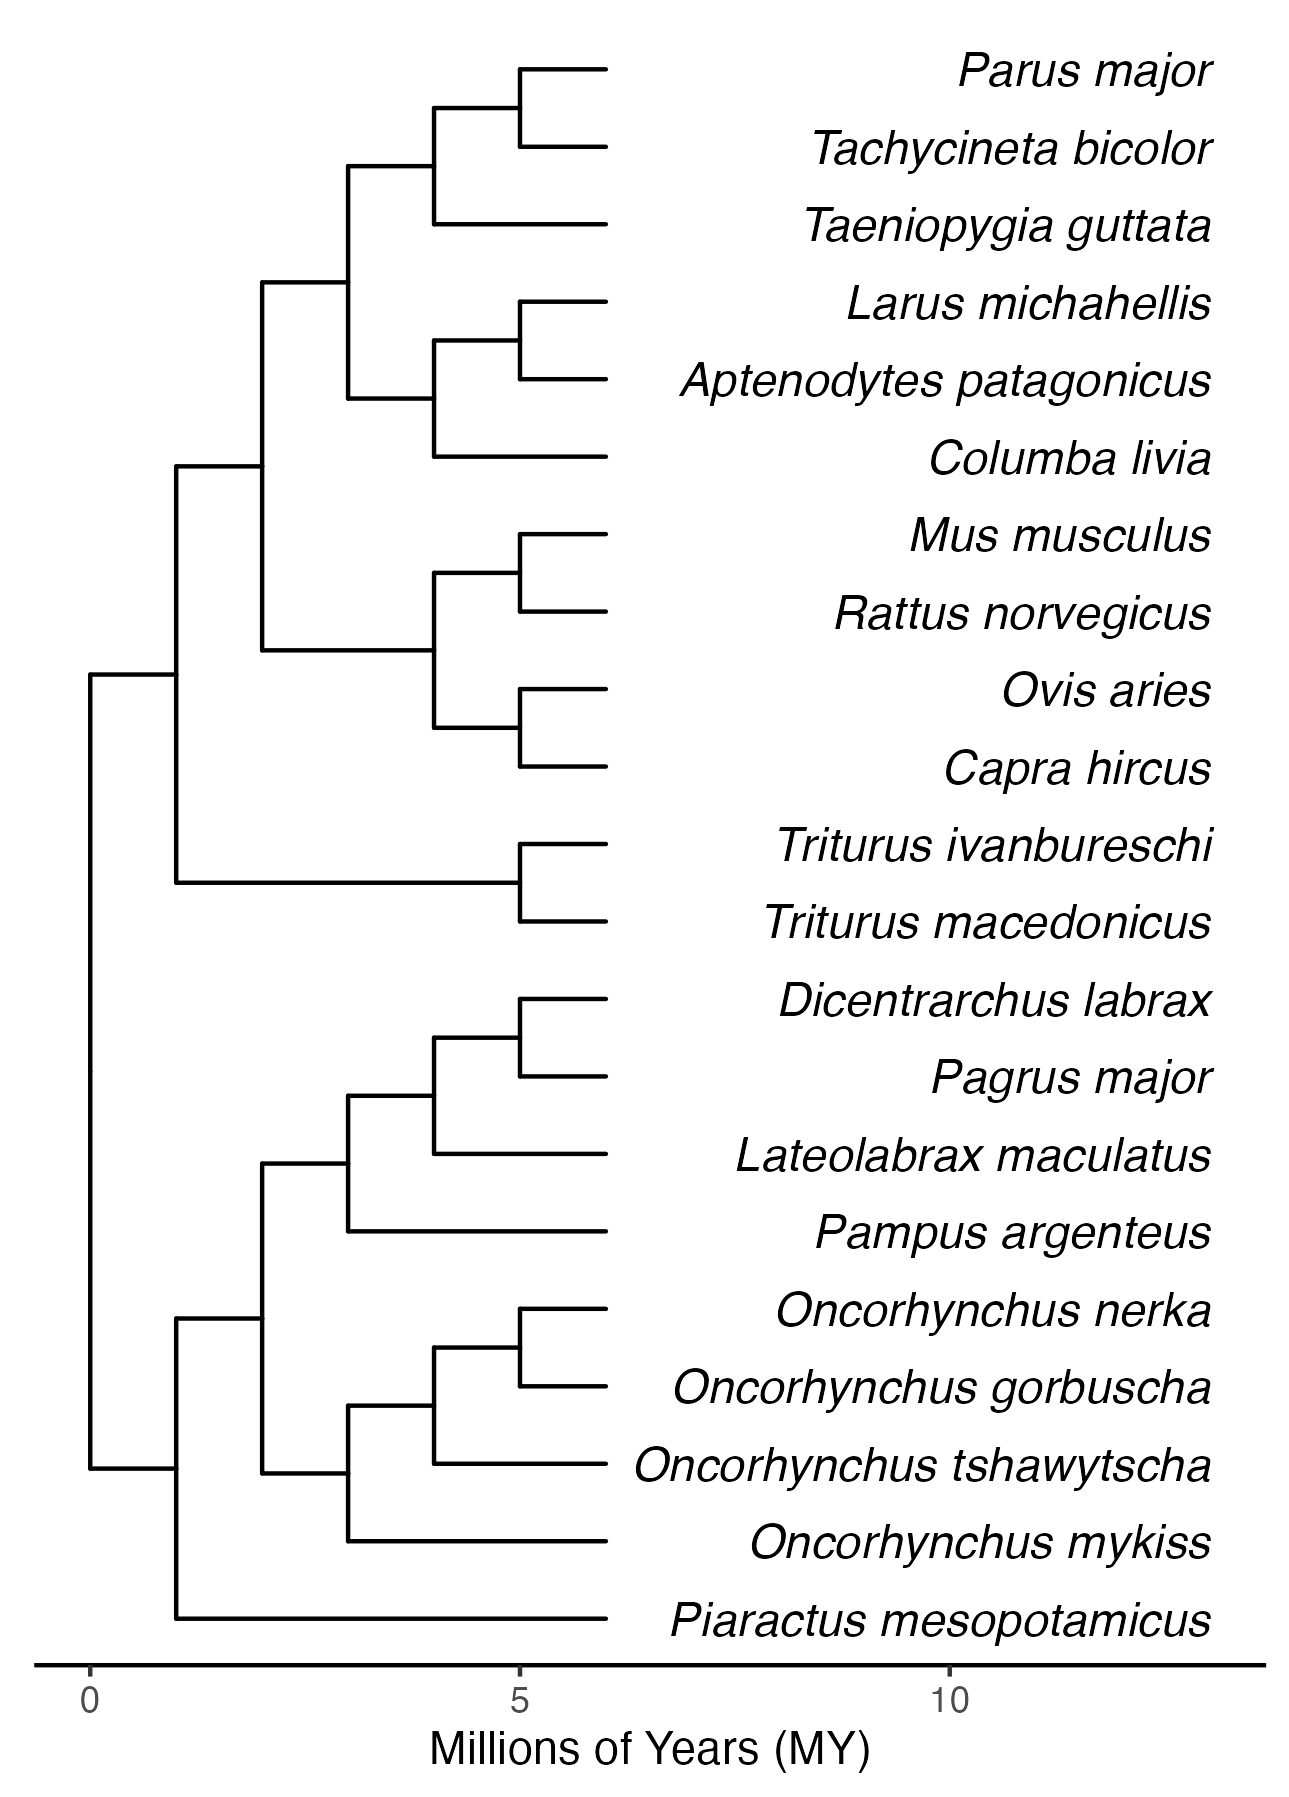 Parus major
Tachycineta bicolor
Taeniopygia guttata
Larus michahellis
Aptenodytes patagonicus
Columba livia
Mus musculus
Rattus norvegicus
Ovis aries
Capra hircus
Triturus ivanbureschi
Triturus macedonicus
Dicentrarchus labrax
Pagrus major
Lateolabrax maculatus
Pampus argenteus
Oncorhynchus nerka
Oncorhynchus gorbuscha
Oncorhynchus tshawytscha
Oncorhynchus mykiss
Piaractus mesopotamicus
0 5 10
Millions of Years (MY)